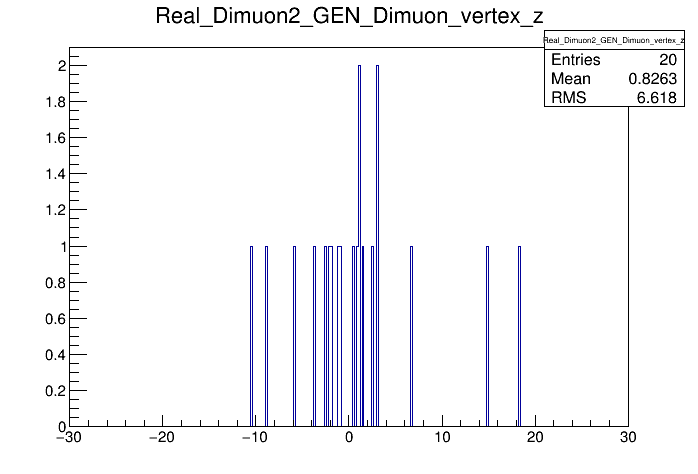 Real_Dimuon2_GEN_Dimuon_vertex_z
Real_Dimuon2_GEN_Dimuon_vertex_z
Entries 20
Mean 0.8263
RMS 6.618
2
1.8
1.6
1.4
1.2
1
0.8
0.6
0.4
0.2
0
−30 −20 −10 0 10 20 30